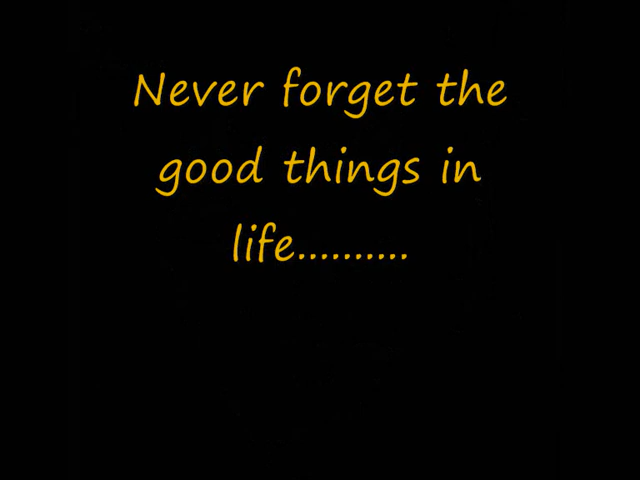 Never forget the
good things in
life..........